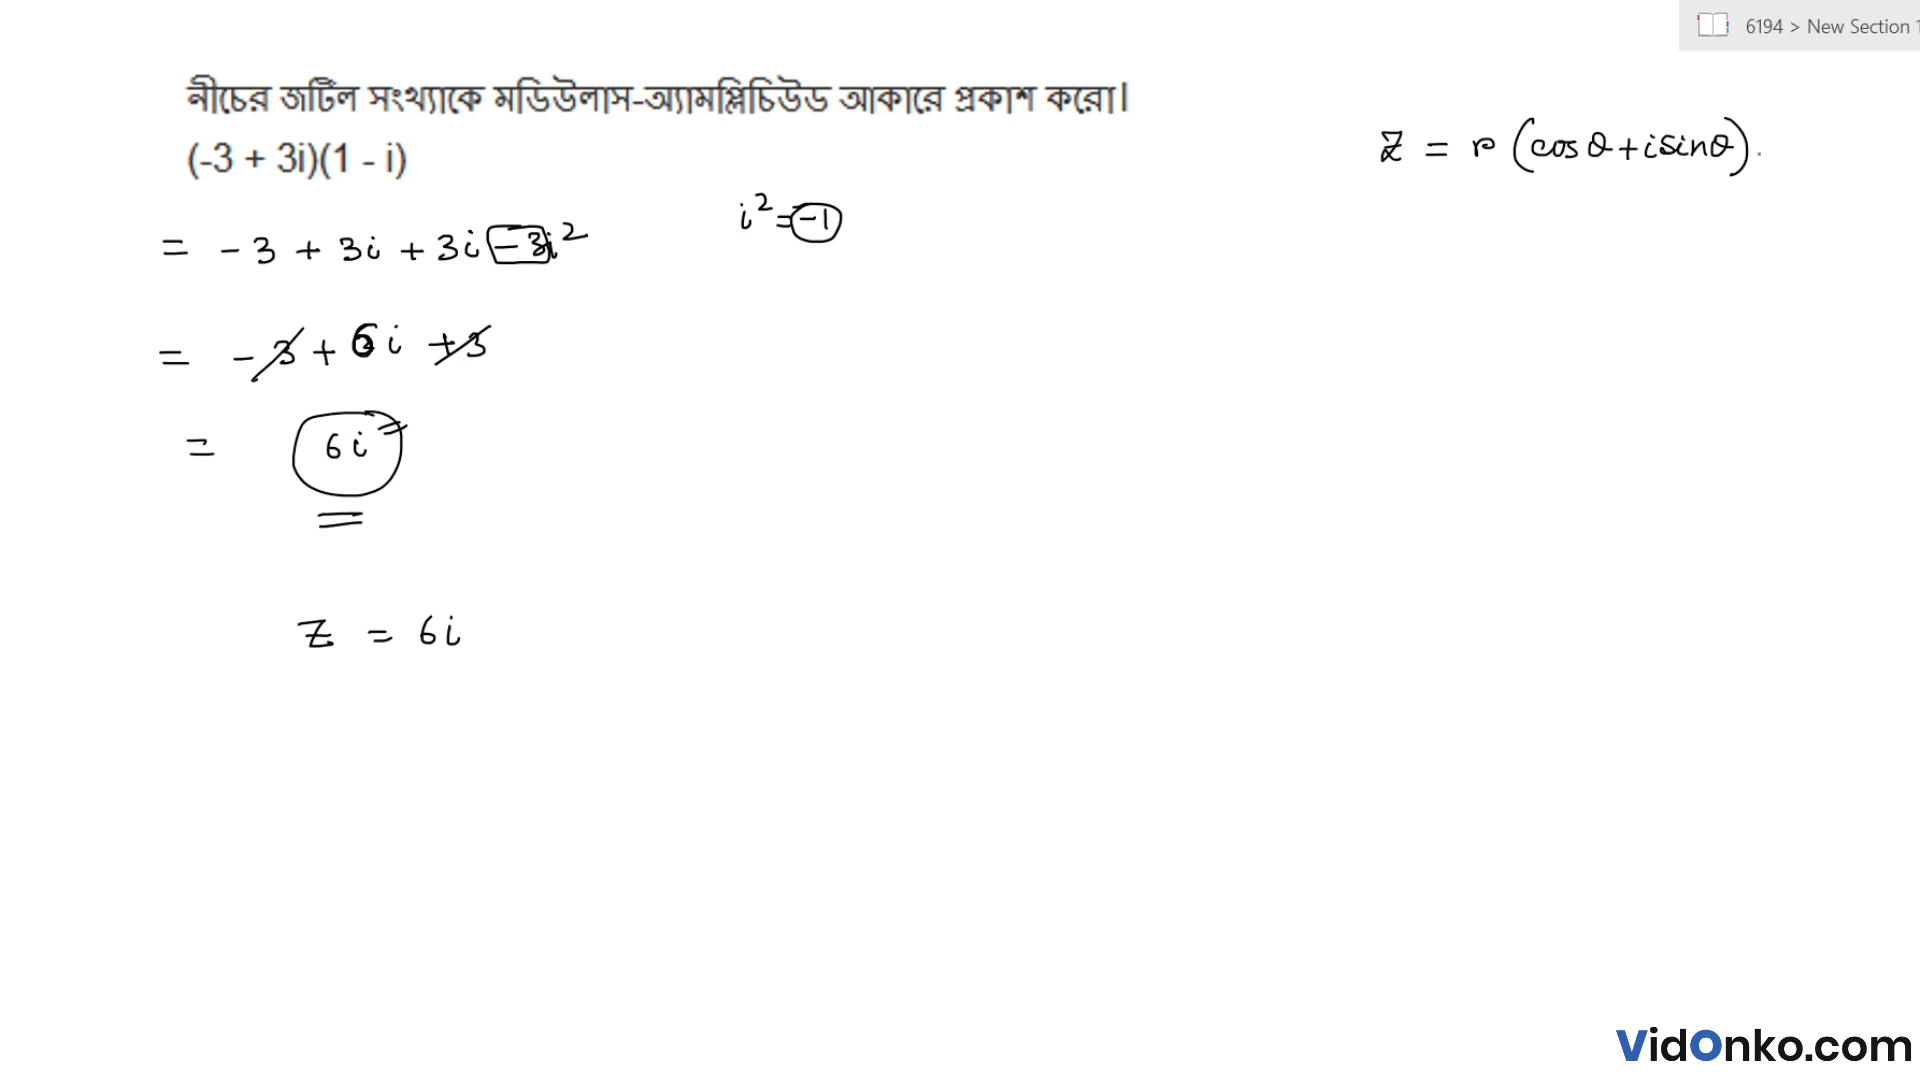 6194 > New Section 1
নীচের জটিল সংখ্যাকে মডিউলাস-অ্যামপ্লিচিউড আকারে প্রকাশ করো।
(-3 + 3i)(1 - i)
z = r (cos θ + i sin θ).
i² = -1
= - 3 + 3i + 3i - 3i²
= - 3 + 6i + 3
= 6i
z = 6i
VidOnko.com